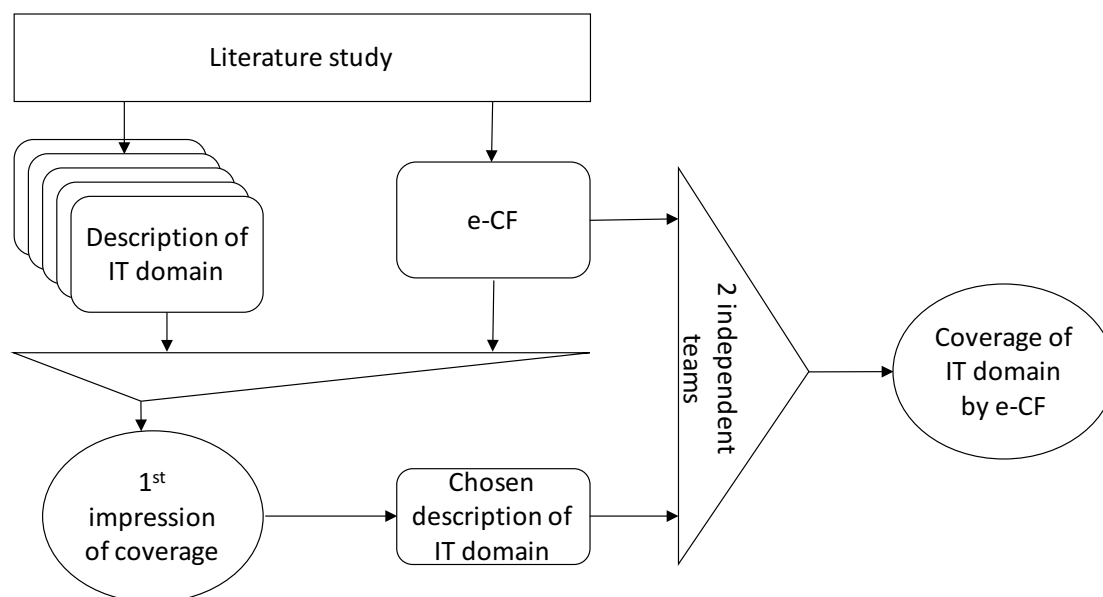 Literature study
Description of
IT domain
e-CF
2 independent
teams
Coverage of
IT domain
by e-CF
1st
impression
of coverage
Chosen
description of
IT domain